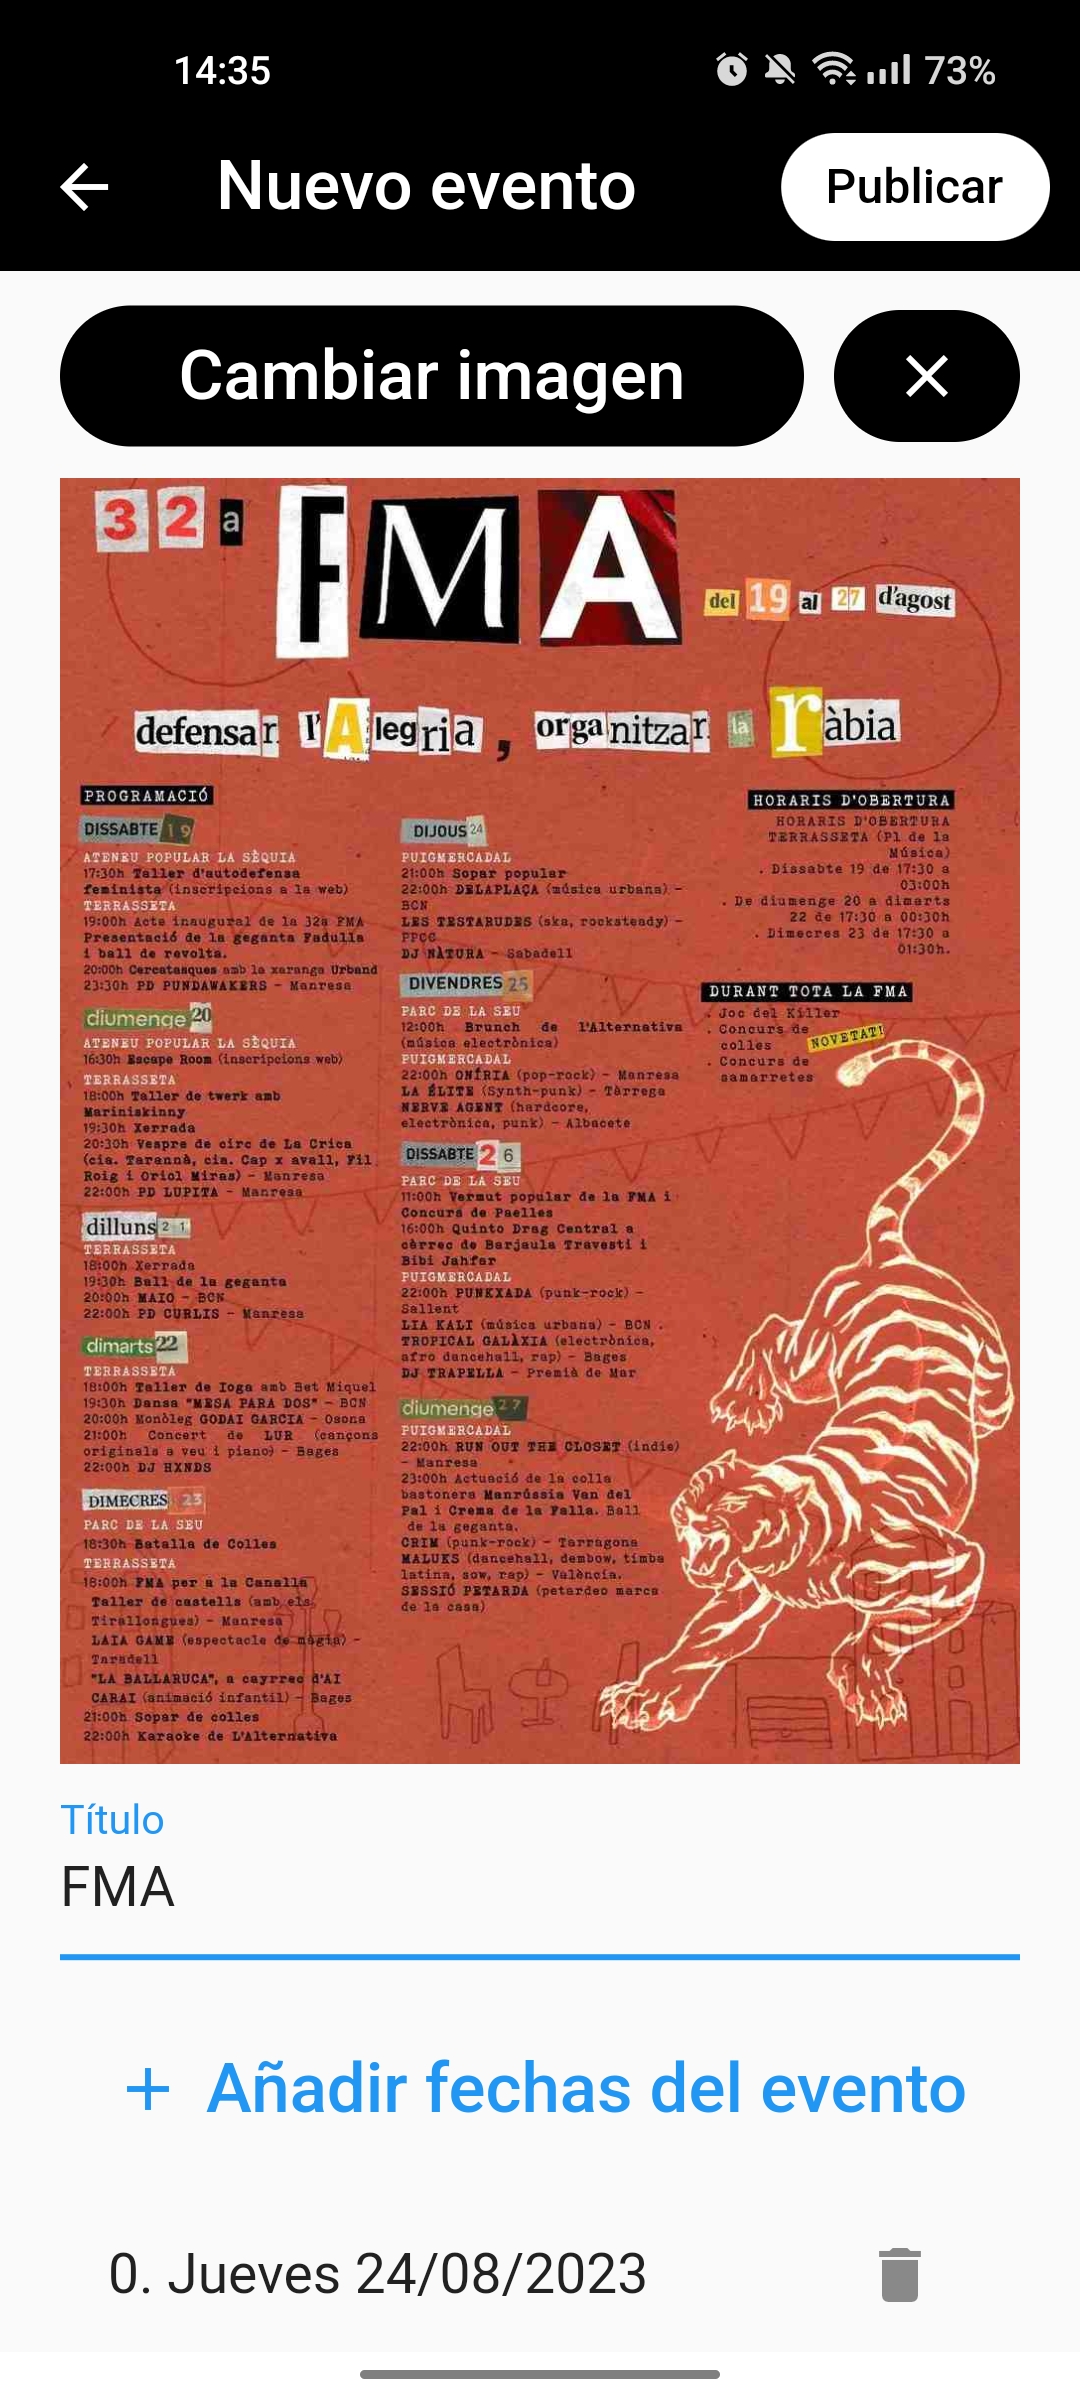 14:35
73%
Nuevo evento
Publicar
Cambiar imagen
32a FMA
del 19 al 27 d'agost
defensar l'Alegria, organitzar la ràbia
PROGRAMACIÓ
DISSABTE 19
ATENEU POPULAR LA SÈQUIA
17:30h Taller d'autodefensa
feminista (inscripcions a la web)
TERRASSETA
19:00h Acte inaugural de la 32a FMA
Presentació de la geganta Fadulla
i ball de revolta.
20:00h Cercatasques amb la xaranga Urband
23:30h PD PUNDAWAKERS - Manresa
diumenge 20
ATENEU POPULAR LA SÈQUIA
16:30h Escape Room (inscripcions web)
TERRASSETA
18:00h Taller de twerk amb
Mariniskinny
19:30h Xerrada
20:30h Vespre de circ de La Crica
(cia. Tarannà, cia. Cap x avall, Fil
Roig i Oriol Miras) - Manresa
22:00h PD LUPITA - Manresa
dilluns 21
TERRASSETA
18:00h Xerrada
19:30h Ball de la geganta
20:00h MAIO - BCN
22:00h PD CURLIS - Manresa
dimarts 22
TERRASSETA
18:00h Taller de Ioga amb Bet Miquel
19:30h Dansa "MESA PARA DOS" - BCN
20:00h Monòleg GODAI GARCIA - Osona
21:00h Concert de LUR (cançons
originals a veu i piano) - Bages
22:00h DJ HXNDS
DIMECRES 23
PARC DE LA SEU
18:30h Batalla de Colles
TERRASSETA
18:00h FMA per a la Canalla
Taller de castells (amb els
Tirallongues) - Manresa
LAIA GAME (espectacle de màgia) -
Taradell
"LA BALLARUCA", a cayrrec d'AI
CARAI (animació infantil) - Bages
21:00h Sopar de colles
22:00h Karaoke de L'Alternativa
DIJOUS 24
PUIGMERCADAL
21:00h Sopar popular
22:00h DELAPLAÇA (música urbana) -
BCN
LES TESTARUDES (ska, rocksteady) -
PPCC
DJ NÀTURA - Sabadell
DIVENDRES 25
PARC DE LA SEU
12:00h Brunch de l'Alternativa
(música electrònica)
PUIGMERCADAL
22:00h ONÍRIA (pop-rock) - Manresa
LA ÉLITE (Synth-punk) - Tàrrega
NERVE AGENT (hardcore,
electrònica, punk) - Albacete
DISSABTE 26
PARC DE LA SEU
11:00h Vermut popular de la FMA i
Concurs de Paelles
16:00h Quinto Drag Central a
càrrec de Barjaula Travesti i
Bibi Jahfar
PUIGMERCADAL
22:00h PUNKXADA (punk-rock) -
Sallent
LIA KALI (música urbana) - BCN .
TROPICAL GALÀXIA (electrònica,
afro dancehall, rap) - Bages
DJ TRAPELLA - Premià de Mar
diumenge 27
PUIGMERCADAL
22:00h RUN OUT THE CLOSET (indie)
- Manresa
23:00h Actuació de la colla
bastonera Manrússia Van del
Pal i Crema de la Falla. Ball
de la geganta.
CRIM (punk-rock) - Tarragona
MALUKS (dancehall, dembow, timba
latina, sow, rap) - València.
SESSIÓ PETARDA (petardeo marca
de la casa)
HORARIS D'OBERTURA
HORARIS D'OBERTURA
TERRASSETA (Pl de la
Música)
. Dissabte 19 de 17:30 a
03:00h
. De diumenge 20 a dimarts
22 de 17:30 a 00:30h
. Dimecres 23 de 17:30 a
01:30h.
DURANT TOTA LA FMA
. Joc del Killer
. Concurs de
colles NOVETAT!
. Concurs de
samarretes
Título
FMA
+ Añadir fechas del evento
0. Jueves 24/08/2023